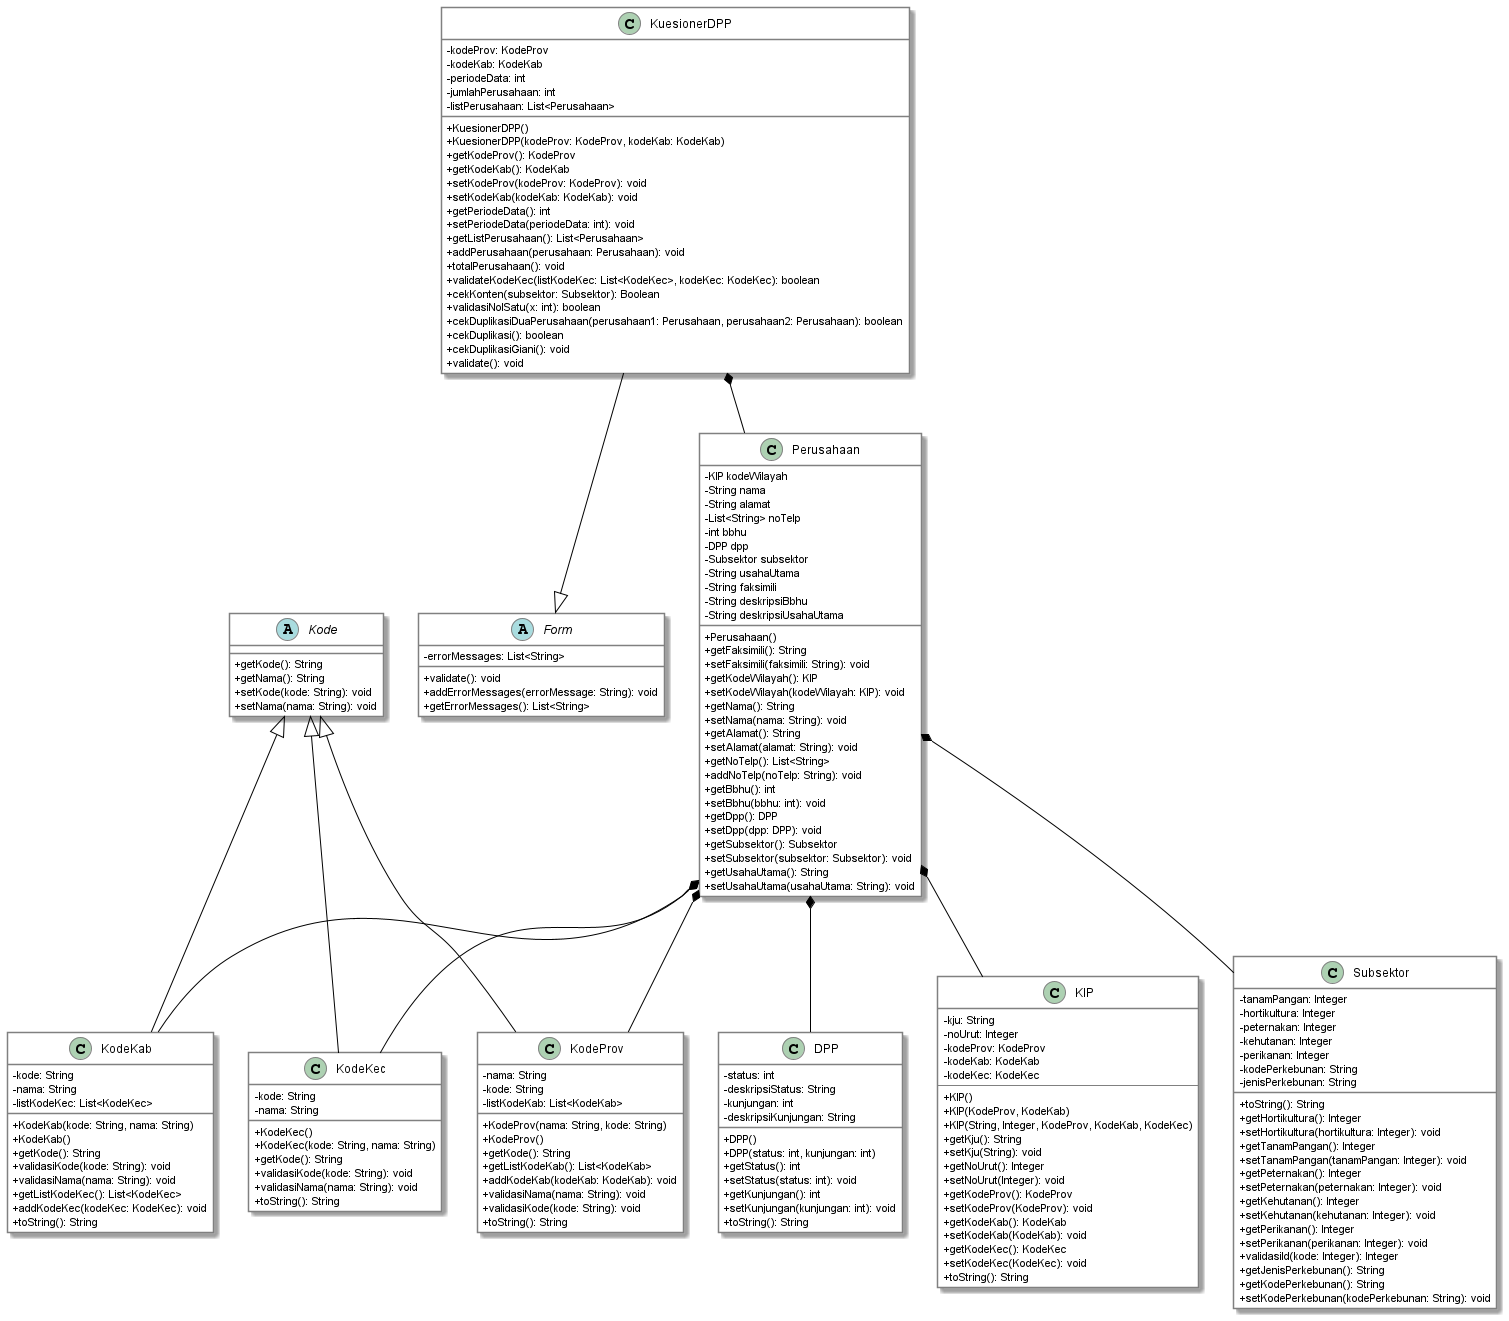 C KuesionerDPP
-kodeProv: KodeProv
-kodeKab: KodeKab
-periodeData: int
-jumlahPerusahaan: int
-listPerusahaan: List<Perusahaan>
+KuesionerDPP()
+KuesionerDPP(kodeProv: KodeProv, kodeKab: KodeKab)
+getKodeProv(): KodeProv
+getKodeKab(): KodeKab
+setKodeProv(kodeProv: KodeProv): void
+setKodeKab(kodeKab: KodeKab): void
+getPeriodeData(): int
+setPeriodeData(periodeData: int): void
+getListPerusahaan(): List<Perusahaan>
+addPerusahaan(perusahaan: Perusahaan): void
+totalPerusahaan(): void
+validateKodeKec(listKodeKec: List<KodeKec>, kodeKec: KodeKec): boolean
+cekKonten(subsektor: Subsektor): Boolean
+validasiNolSatu(x: int): boolean
+cekDuplikasiDuaPerusahaan(perusahaan1: Perusahaan, perusahaan2: Perusahaan): boolean
+cekDuplikasi(): boolean
+cekDuplikasiGiani(): void
+validate(): void
C Perusahaan
-KIP kodeWilayah
-String nama
-String alamat
-List<String> noTelp
-int bbhu
-DPP dpp
-Subsektor subsektor
-String usahaUtama
-String faksimili
-String deskripsiBbhu
-String deskripsiUsahaUtama
+Perusahaan()
+getFaksimili(): String
+setFaksimili(faksimili: String): void
+getKodeWilayah(): KIP
+setKodeWilayah(kodeWilayah: KIP): void
+getNama(): String
+setNama(nama: String): void
+getAlamat(): String
+setAlamat(alamat: String): void
+getNoTelp(): List<String>
+addNoTelp(noTelp: String): void
+getBbhu(): int
+setBbhu(bbhu: int): void
+getDpp(): DPP
+setDpp(dpp: DPP): void
+getSubsektor(): Subsektor
+setSubsektor(subsektor: Subsektor): void
+getUsahaUtama(): String
+setUsahaUtama(usahaUtama: String): void
A Kode
+getKode(): String
+getNama(): String
+setKode(kode: String): void
+setNama(nama: String): void
A Form
-errorMessages: List<String>
+validate(): void
+addErrorMessages(errorMessage: String): void
+getErrorMessages(): List<String>
C KodeKab
-kode: String
-nama: String
-listKodeKec: List<KodeKec>
+KodeKab(kode: String, nama: String)
+KodeKab()
+getKode(): String
+validasiKode(kode: String): void
+validasiNama(nama: String): void
+getListKodeKec(): List<KodeKec>
+addKodeKec(kodeKec: KodeKec): void
+toString(): String
C KodeKec
-kode: String
-nama: String
+KodeKec()
+KodeKec(kode: String, nama: String)
+getKode(): String
+validasiKode(kode: String): void
+validasiNama(nama: String): void
+toString(): String
C KodeProv
-nama: String
-kode: String
-listKodeKab: List<KodeKab>
+KodeProv(nama: String, kode: String)
+KodeProv()
+getKode(): String
+getListKodeKab(): List<KodeKab>
+addKodeKab(kodeKab: KodeKab): void
+validasiNama(nama: String): void
+validasiKode(kode: String): void
+toString(): String
C DPP
-status: int
-deskripsiStatus: String
-kunjungan: int
-deskripsiKunjungan: String
+DPP()
+DPP(status: int, kunjungan: int)
+getStatus(): int
+setStatus(status: int): void
+getKunjungan(): int
+setKunjungan(kunjungan: int): void
+toString(): String
C KIP
-kju: String
-noUrut: Integer
-kodeProv: KodeProv
-kodeKab: KodeKab
-kodeKec: KodeKec
+KIP()
+KIP(KodeProv, KodeKab)
+KIP(String, Integer, KodeProv, KodeKab, KodeKec)
+getKju(): String
+setKju(String): void
+getNoUrut(): Integer
+setNoUrut(Integer): void
+getKodeProv(): KodeProv
+setKodeProv(KodeProv): void
+getKodeKab(): KodeKab
+setKodeKab(KodeKab): void
+getKodeKec(): KodeKec
+setKodeKec(KodeKec): void
+toString(): String
C Subsektor
-tanamPangan: Integer
-hortikultura: Integer
-peternakan: Integer
-kehutanan: Integer
-perikanan: Integer
-kodePerkebunan: String
-jenisPerkebunan: String
+toString(): String
+getHortikultura(): Integer
+setHortikultura(hortikultura: Integer): void
+getTanamPangan(): Integer
+setTanamPangan(tanamPangan: Integer): void
+getPeternakan(): Integer
+setPeternakan(peternakan: Integer): void
+getKehutanan(): Integer
+setKehutanan(kehutanan: Integer): void
+getPerikanan(): Integer
+setPerikanan(perikanan: Integer): void
+validasiId(kode: Integer): Integer
+getJenisPerkebunan(): String
+getKodePerkebunan(): String
+setKodePerkebunan(kodePerkebunan: String): void